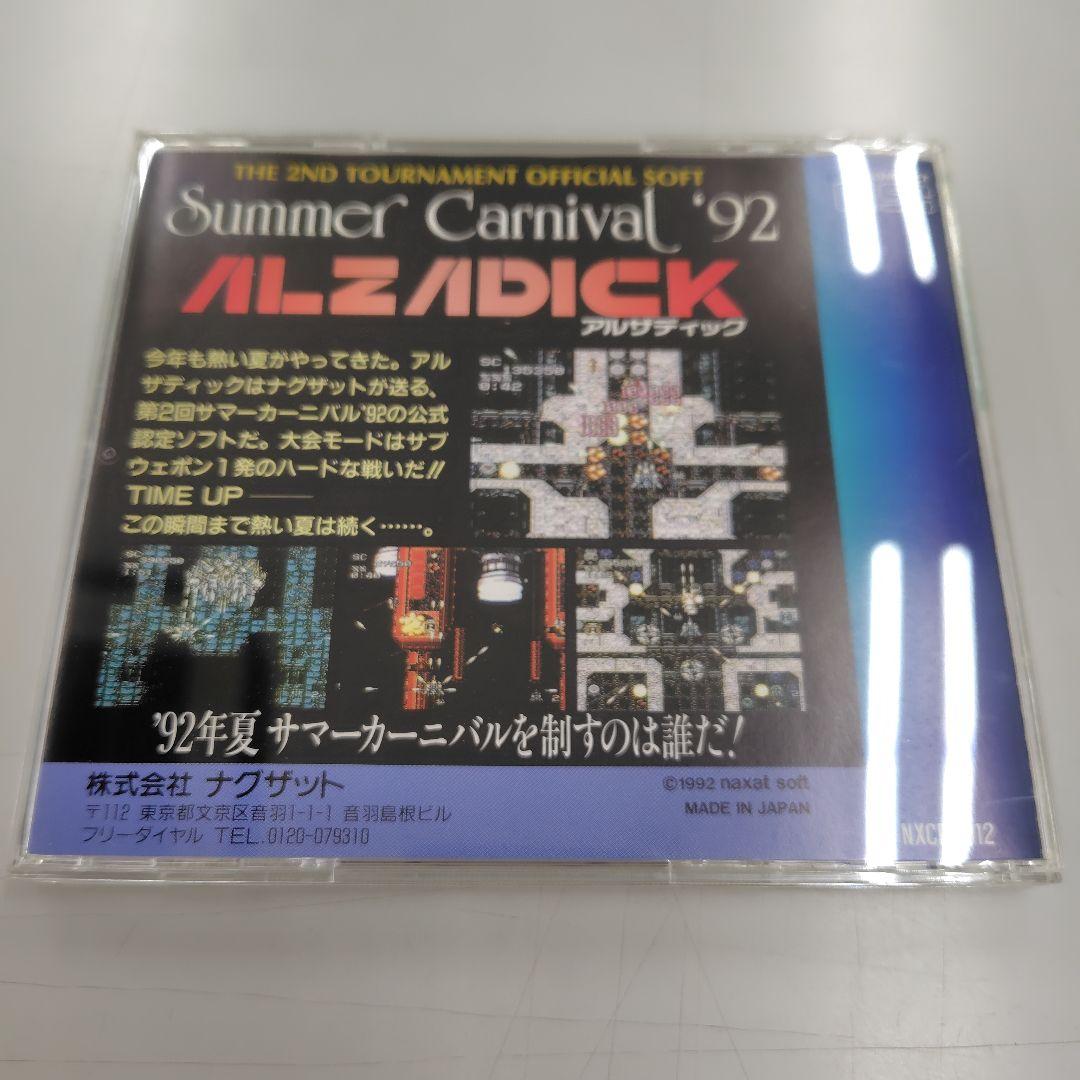 THE 2ND TOURNAMENT OFFICIAL SOFT
Summer Carnival '92
ALZADICK
アルザディック
今年も熱い夏がやってきた。アル
ザディックはナグザットが送る、
第2回サマーカーニバル'92の公式
認定ソフトだ。大会モードはサブ
ウェポン1発のハードな戦いだ!!
TIME UP──
この瞬間まで熱い夏は続く……。
SC
135350
0:42
SC
0:40
'92年夏 サマーカーニバルを制すのは誰だ!
株式会社 ナグザット
〒112 東京都文京区音羽1-1-1 音羽島根ビル
フリーダイヤル TEL.0120-079310
©1992 naxat soft
MADE IN JAPAN